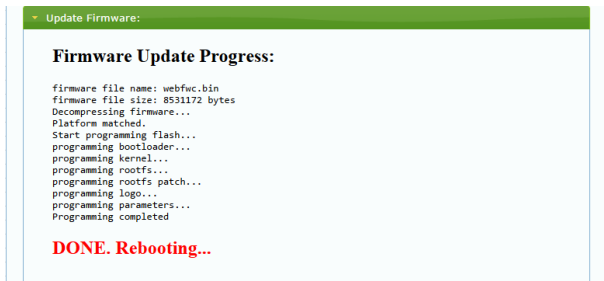 Update Firmware:
Firmware Update Progress:
firmware file name: webfwc.bin
firmware file size: 8531172 bytes
Decompressing firmware...
Platform matched.
Start programming flash...
programming bootloader...
programming kernel...
programming rootfs...
programming rootfs patch...
programming logo...
programming parameters...
Programming completed
DONE. Rebooting...